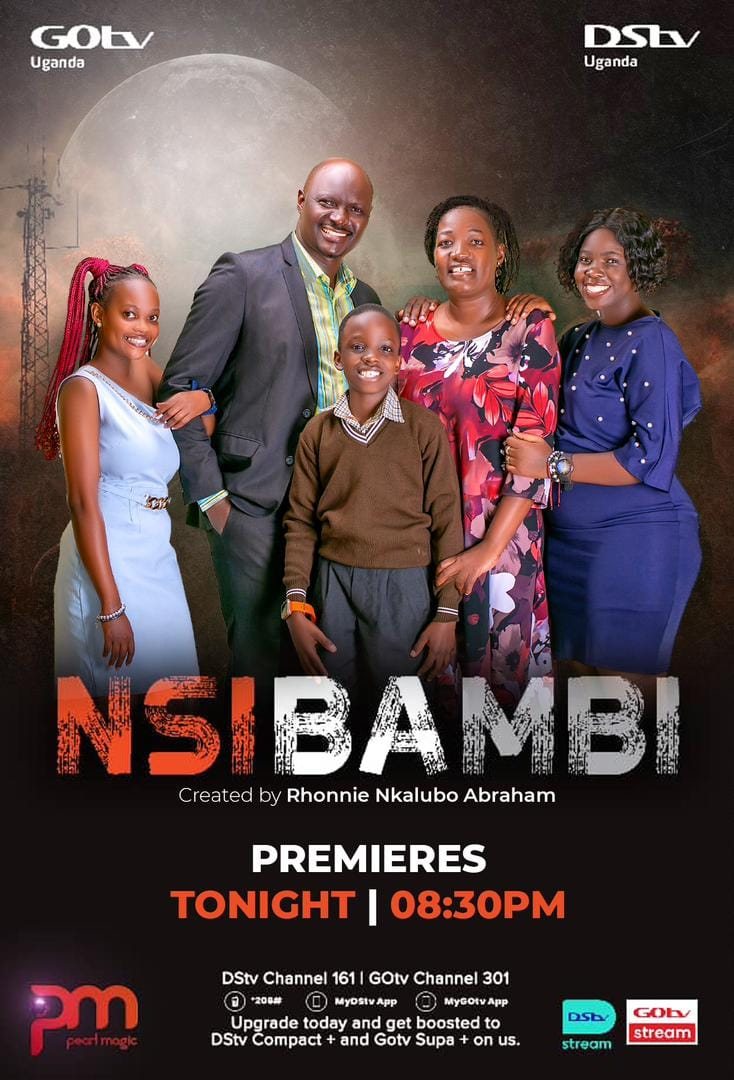 GOtv
Uganda
DStv
Uganda
NSIBAMBI
Created by Rhonnie Nkalubo Abraham
PREMIERES
TONIGHT | 08:30PM
DStv Channel 161 | GOtv Channel 301
*206# MyDStv App MyGOtv App
Upgrade today and get boosted to
DStv Compact + and Gotv Supa + on us.
pm
pearl magic
DStv
stream
GOtv
stream